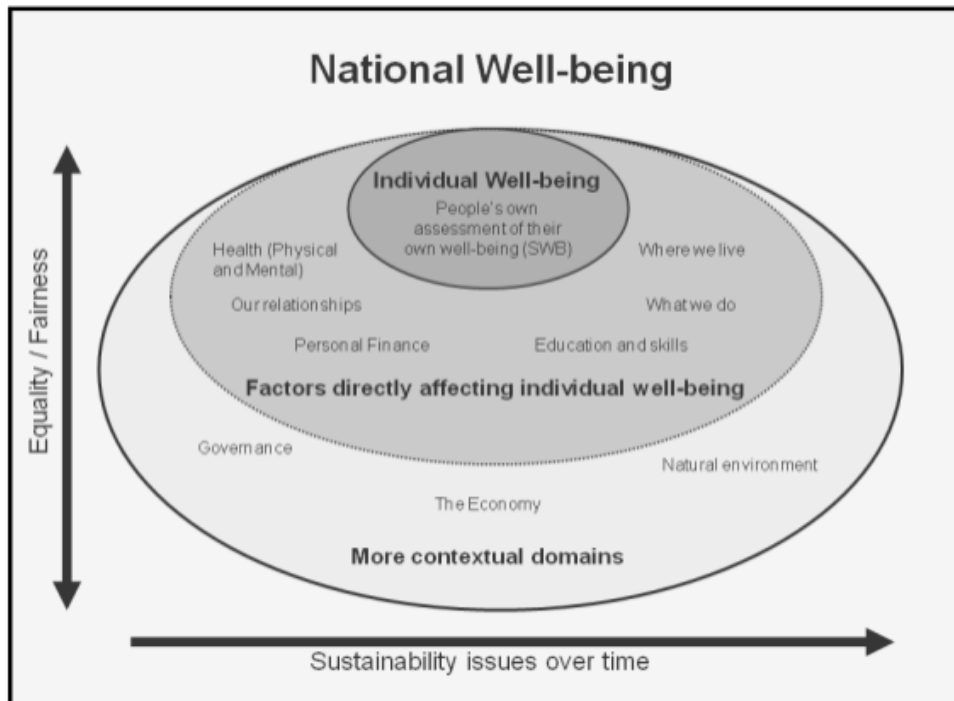 National Well-being
Equality / Fairness
Individual Well-being
People's own
assessment of their
own well-being (SWB)
Health (Physical
and Mental)
Where we live
Our relationships
What we do
Personal Finance
Education and skills
Factors directly affecting individual well-being
Governance
Natural environment
The Economy
More contextual domains
Sustainability issues over time